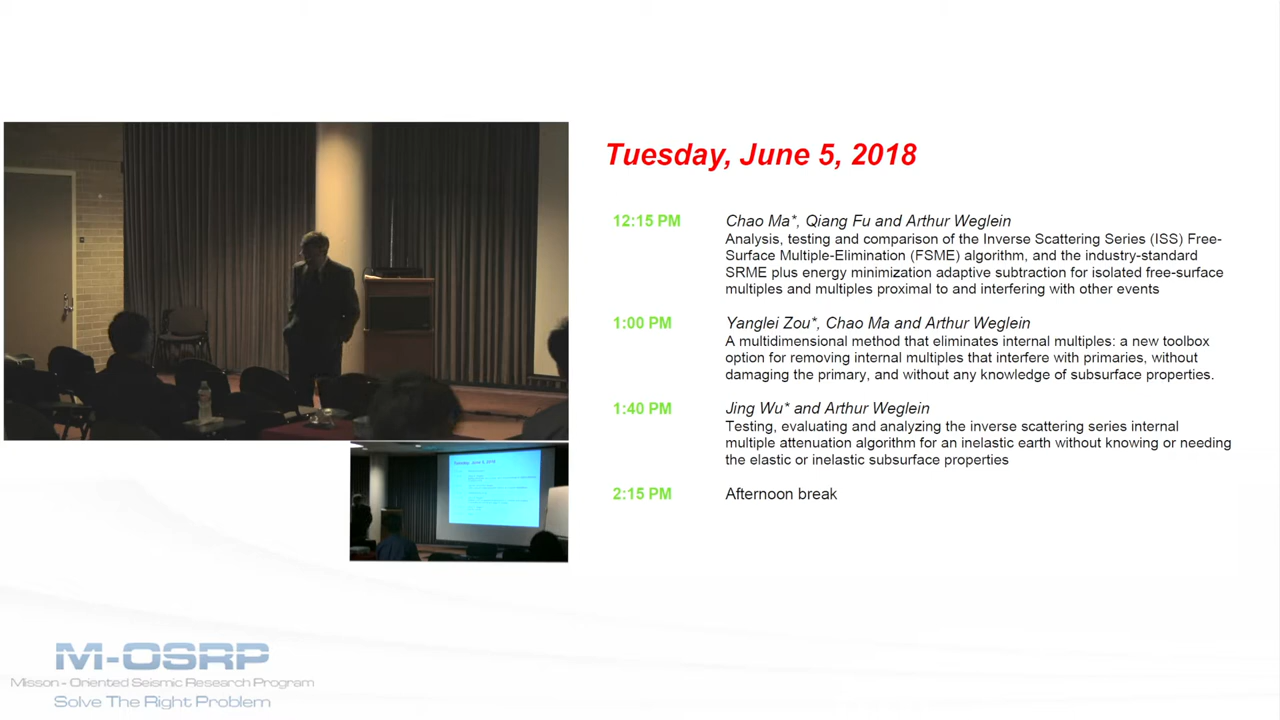 Tuesday, June 5, 2018
12:15 PM Chao Ma*, Qiang Fu and Arthur Weglein
Analysis, testing and comparison of the Inverse Scattering Series (ISS) Free-
Surface Multiple-Elimination (FSME) algorithm, and the industry-standard
SRME plus energy minimization adaptive subtraction for isolated free-surface
multiples and multiples proximal to and interfering with other events
1:00 PM Yanglei Zou*, Chao Ma and Arthur Weglein
A multidimensional method that eliminates internal multiples: a new toolbox
option for removing internal multiples that interfere with primaries, without
damaging the primary, and without any knowledge of subsurface properties.
1:40 PM Jing Wu* and Arthur Weglein
Testing, evaluating and analyzing the inverse scattering series internal
multiple attenuation algorithm for an inelastic earth without knowing or needing
the elastic or inelastic subsurface properties
2:15 PM Afternoon break
Tuesday, June 5, 2018
M-OSRP
Misson - Oriented Seismic Research Program
Solve The Right Problem